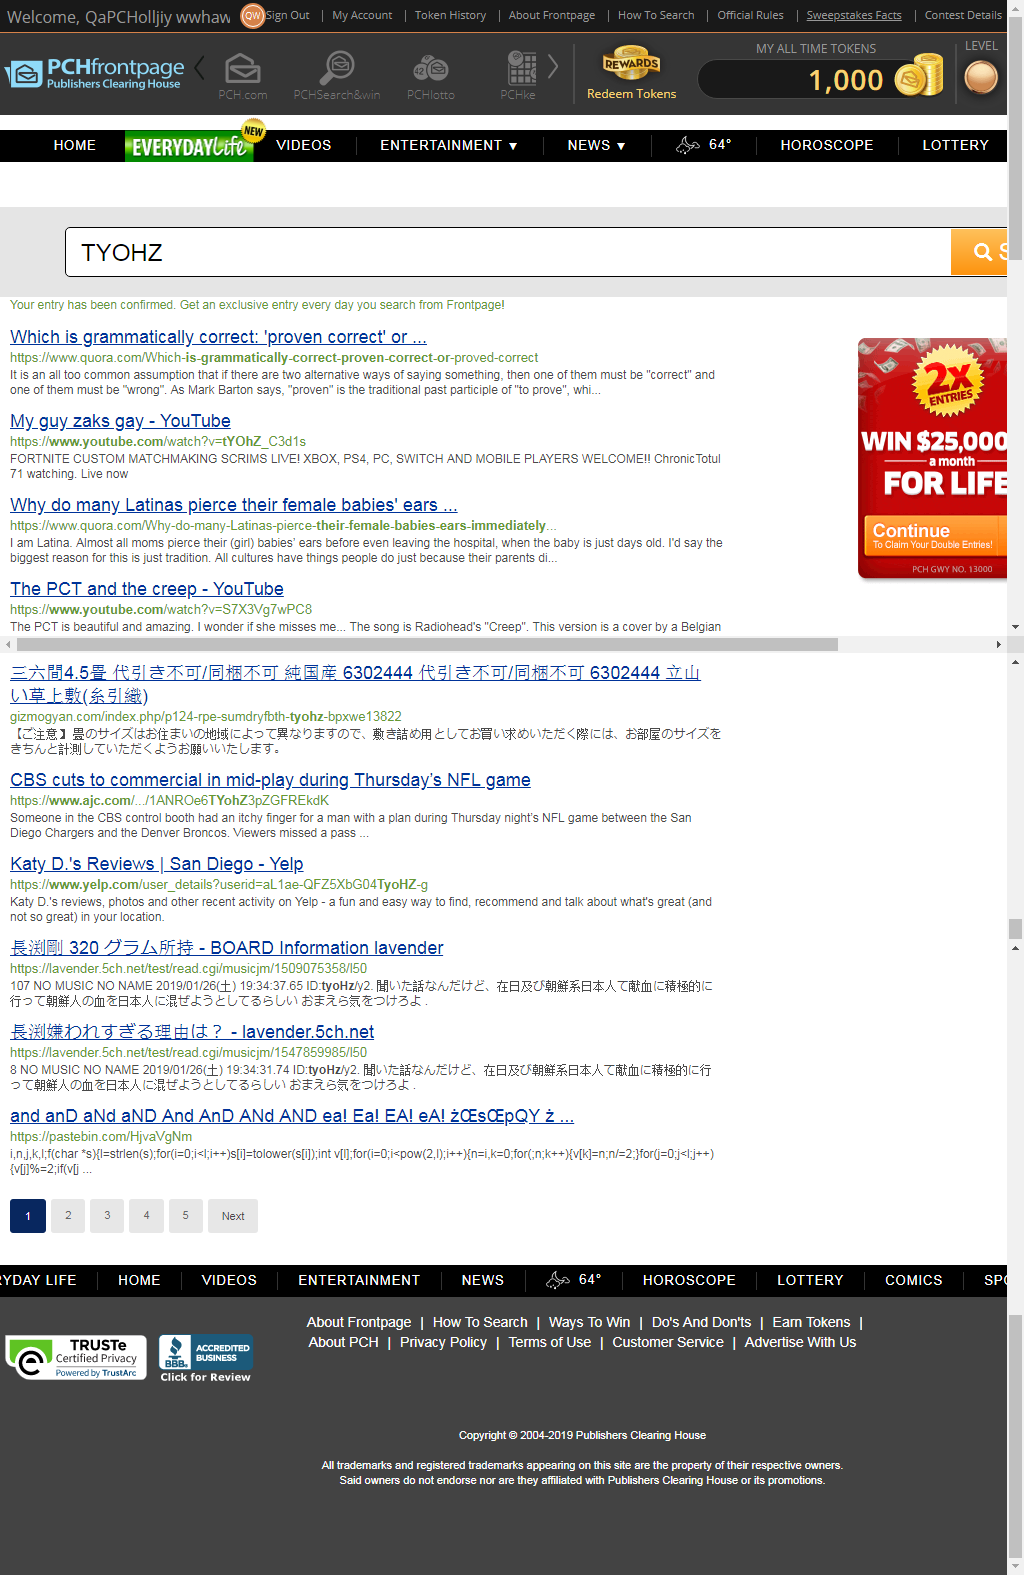 Welcome, QaPCHolljiy wwhaw
QW
Sign Out | My Account | Token History | About Frontpage | How To Search | Official Rules | Sweepstakes Facts | Contest Details
PCHfrontpage
Publishers Clearing House
PCH.com
PCHSearch&win
42
PCHlotto
PCHke
REWARDS
Redeem Tokens
MY ALL TIME TOKENS
1,000
LEVEL
HOME
EVERYDAY Life
NEW
VIDEOS
ENTERTAINMENT ▼
NEWS ▼
64°
HOROSCOPE
LOTTERY
TYOHZ
S
Your entry has been confirmed. Get an exclusive entry every day you search from Frontpage!
Which is grammatically correct: 'proven correct' or ...
https://www.quora.com/Which-is-grammatically-correct-proven-correct-or-proved-correct
It is an all too common assumption that if there are two alternative ways of saying something, then one of them must be "correct" and
one of them must be "wrong". As Mark Barton says, "proven" is the traditional past participle of "to prove", whi...
My guy zaks gay - YouTube
https://www.youtube.com/watch?v=tYOhZ_C3d1s
FORTNITE CUSTOM MATCHMAKING SCRIMS LIVE! XBOX, PS4, PC, SWITCH AND MOBILE PLAYERS WELCOME!! ChronicTotul
71 watching. Live now
Why do many Latinas pierce their female babies' ears ...
https://www.quora.com/Why-do-many-Latinas-pierce-their-female-babies-ears-immediately...
I am Latina. Almost all moms pierce their (girl) babies' ears before even leaving the hospital, when the baby is just days old. I'd say the
biggest reason for this is just tradition. All cultures have things people do just because their parents di...
The PCT and the creep - YouTube
https://www.youtube.com/watch?v=S7X3Vg7wPC8
The PCT is beautiful and amazing. I wonder if she misses me... The song is Radiohead's "Creep". This version is a cover by a Belgian
2X
ENTRIES
WIN $25,000
a month
FOR LIFE
Continue
To Claim Your Double Entries!
PCH GWY NO. 13000
三六間4.5畳 代引き不可/同梱不可 純国産 6302444 代引き不可/同梱不可 6302444 立山
い草上敷(糸引織)
gizmogyan.com/index.php/p124-rpe-sumdryfbth-tyohz-bpxwe13822
【ご注意】畳のサイズはお住まいの地域によって異なりますので、敷き詰め用としてお買い求めいただく際には、お部屋のサイズを
きちんと計測していただくようお願いいたします。
CBS cuts to commercial in mid-play during Thursday's NFL game
https://www.ajc.com/.../1ANROe6TYohZ3pZGFREkdK
Someone in the CBS control booth had an itchy finger for a man with a plan during Thursday night's NFL game between the San
Diego Chargers and the Denver Broncos. Viewers missed a pass ...
Katy D.'s Reviews | San Diego - Yelp
https://www.yelp.com/user_details?userid=aL1ae-QFZ5XbG04TyoHZ-g
Katy D.'s reviews, photos and other recent activity on Yelp - a fun and easy way to find, recommend and talk about what's great (and
not so great) in your location.
長渕剛 320 グラム所持 - BOARD Information lavender
https://lavender.5ch.net/test/read.cgi/musicjm/1509075358/l50
107 NO MUSIC NO NAME 2019/01/26(土) 19:34:37.65 ID:tyoHz/y2. 聞いた話なんだけど、在日及び朝鮮系日本人て献血に積極的に
行って朝鮮人の血を日本人に混ぜようとしてるらしい おまえら気をつけろよ .
長渕嫌われすぎる理由は？ - lavender.5ch.net
https://lavender.5ch.net/test/read.cgi/musicjm/1547859985/l50
8 NO MUSIC NO NAME 2019/01/26(土) 19:34:31.74 ID:tyoHz/y2. 聞いた話なんだけど、在日及び朝鮮系日本人て献血に積極的に行
って朝鮮人の血を日本人に混ぜようとしてるらしい おまえら気をつけろよ .
and anD aNd aND And AnD ANd AND ea! Ea! EA! eA! żŒsŒpQY ż ...
https://pastebin.com/HjvaVgNm
i,n,j,k,l;f(char *s){l=strlen(s);for(i=0;i<l;i++)s[i]=tolower(s[i]);int v[l];for(i=0;i<pow(2,l);i++){n=i,k=0;for(;n;k++){v[k]=n;n/=2;}for(j=0;j<l;j++)
{v[j]%=2;if(v[j ...
1 2 3 4 5 Next
RYDAY LIFE
HOME
VIDEOS
ENTERTAINMENT
NEWS
64°
HOROSCOPE
LOTTERY
COMICS
SPO
About Frontpage | How To Search | Ways To Win | Do's And Don'ts | Earn Tokens |
About PCH | Privacy Policy | Terms of Use | Customer Service | Advertise With Us
TRUSTe
Certified Privacy
Powered by TrustArc
BBB
ACCREDITED
BUSINESS
Click for Review
Copyright © 2004-2019 Publishers Clearing House
All trademarks and registered trademarks appearing on this site are the property of their respective owners.
Said owners do not endorse nor are they affiliated with Publishers Clearing House or its promotions.